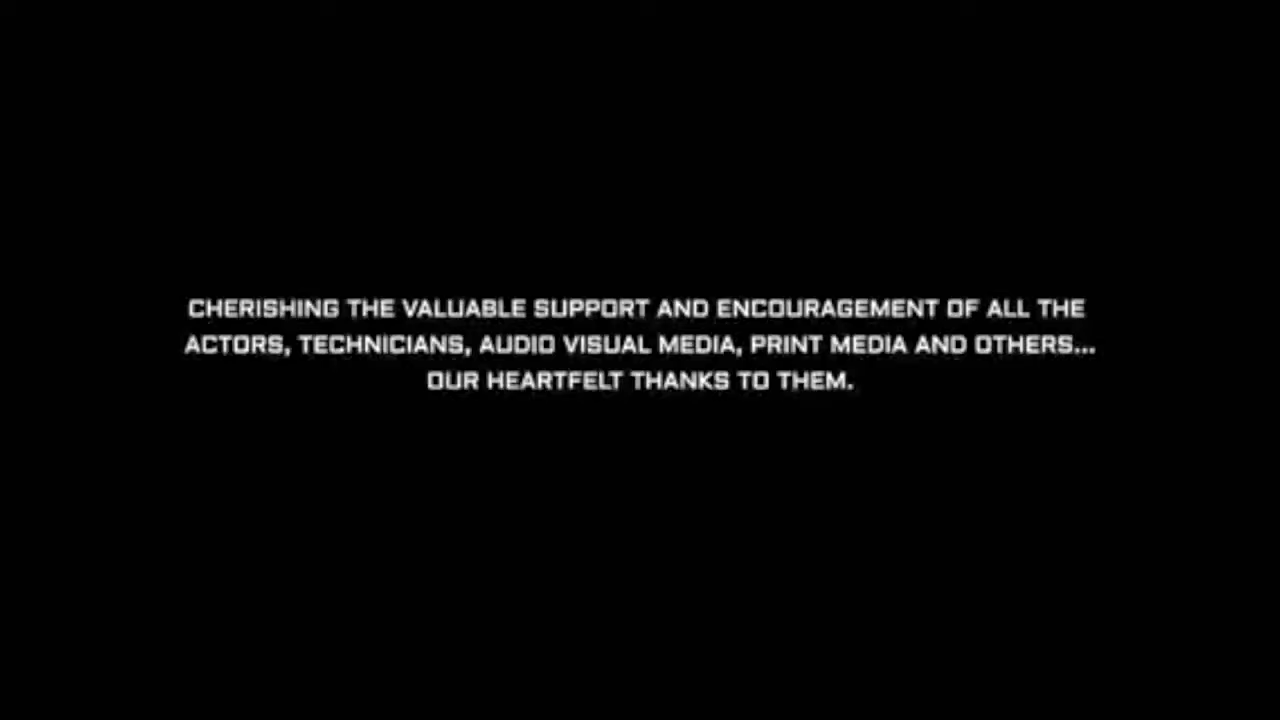 CHERISHING THE VALUABLE SUPPORT AND ENCOURAGEMENT OF ALL THE
ACTORS, TECHNICIANS, AUDIO VISUAL MEDIA, PRINT MEDIA AND OTHERS...
OUR HEARTFELT THANKS TO THEM.